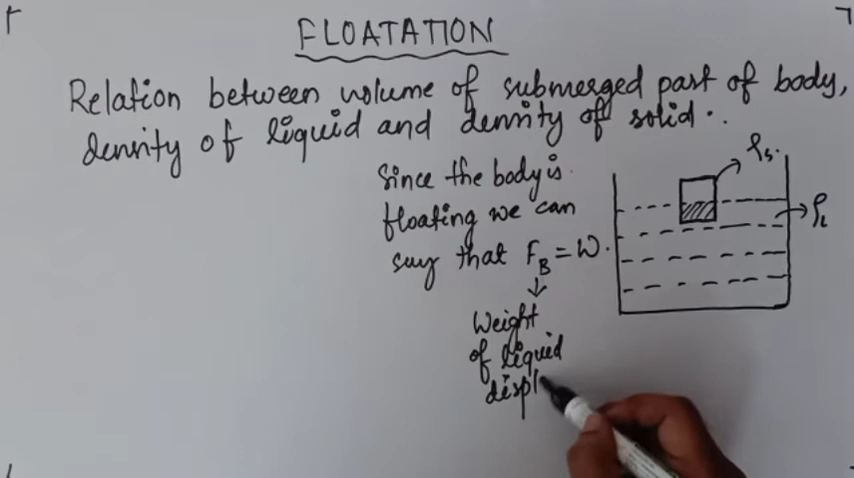 FLOATATION
Relation between volume of submerged part of body,
density of liquid and density of solid.
Since the body is
floating we can
say that F_B = W.
Weight
of liquid
displ
ρs.
ρL